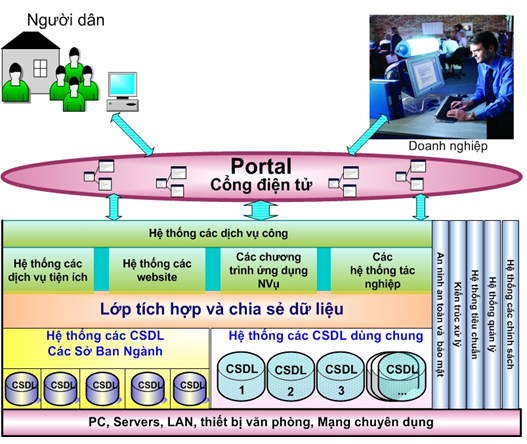 Người dân
Doanh nghiệp
Portal
Cổng điện tử
Hệ thống các dịch vụ công
Hệ thống các
dịch vụ tiện ích
Hệ thống các
website
Các chương
trình ứng dụng
NVụ
Các
hệ thống tác
nghiệp
Lớp tích hợp và chia sẻ dữ liệu
Hệ thống các CSDL
Các Sở Ban Ngành
CSDL
CSDL
CSDL
CSDL
CSDL
Hệ thống các CSDL dùng chung
CSDL
1
CSDL
2
CSDL
3
CSDL
...
An ninh an toàn và bảo mật
Kiến trúc xử lý
Hệ thống tiêu chuẩn
Hệ thống quản lý
Hệ thống các chính sách
PC, Servers, LAN, thiết bị văn phòng, Mạng chuyên dụng